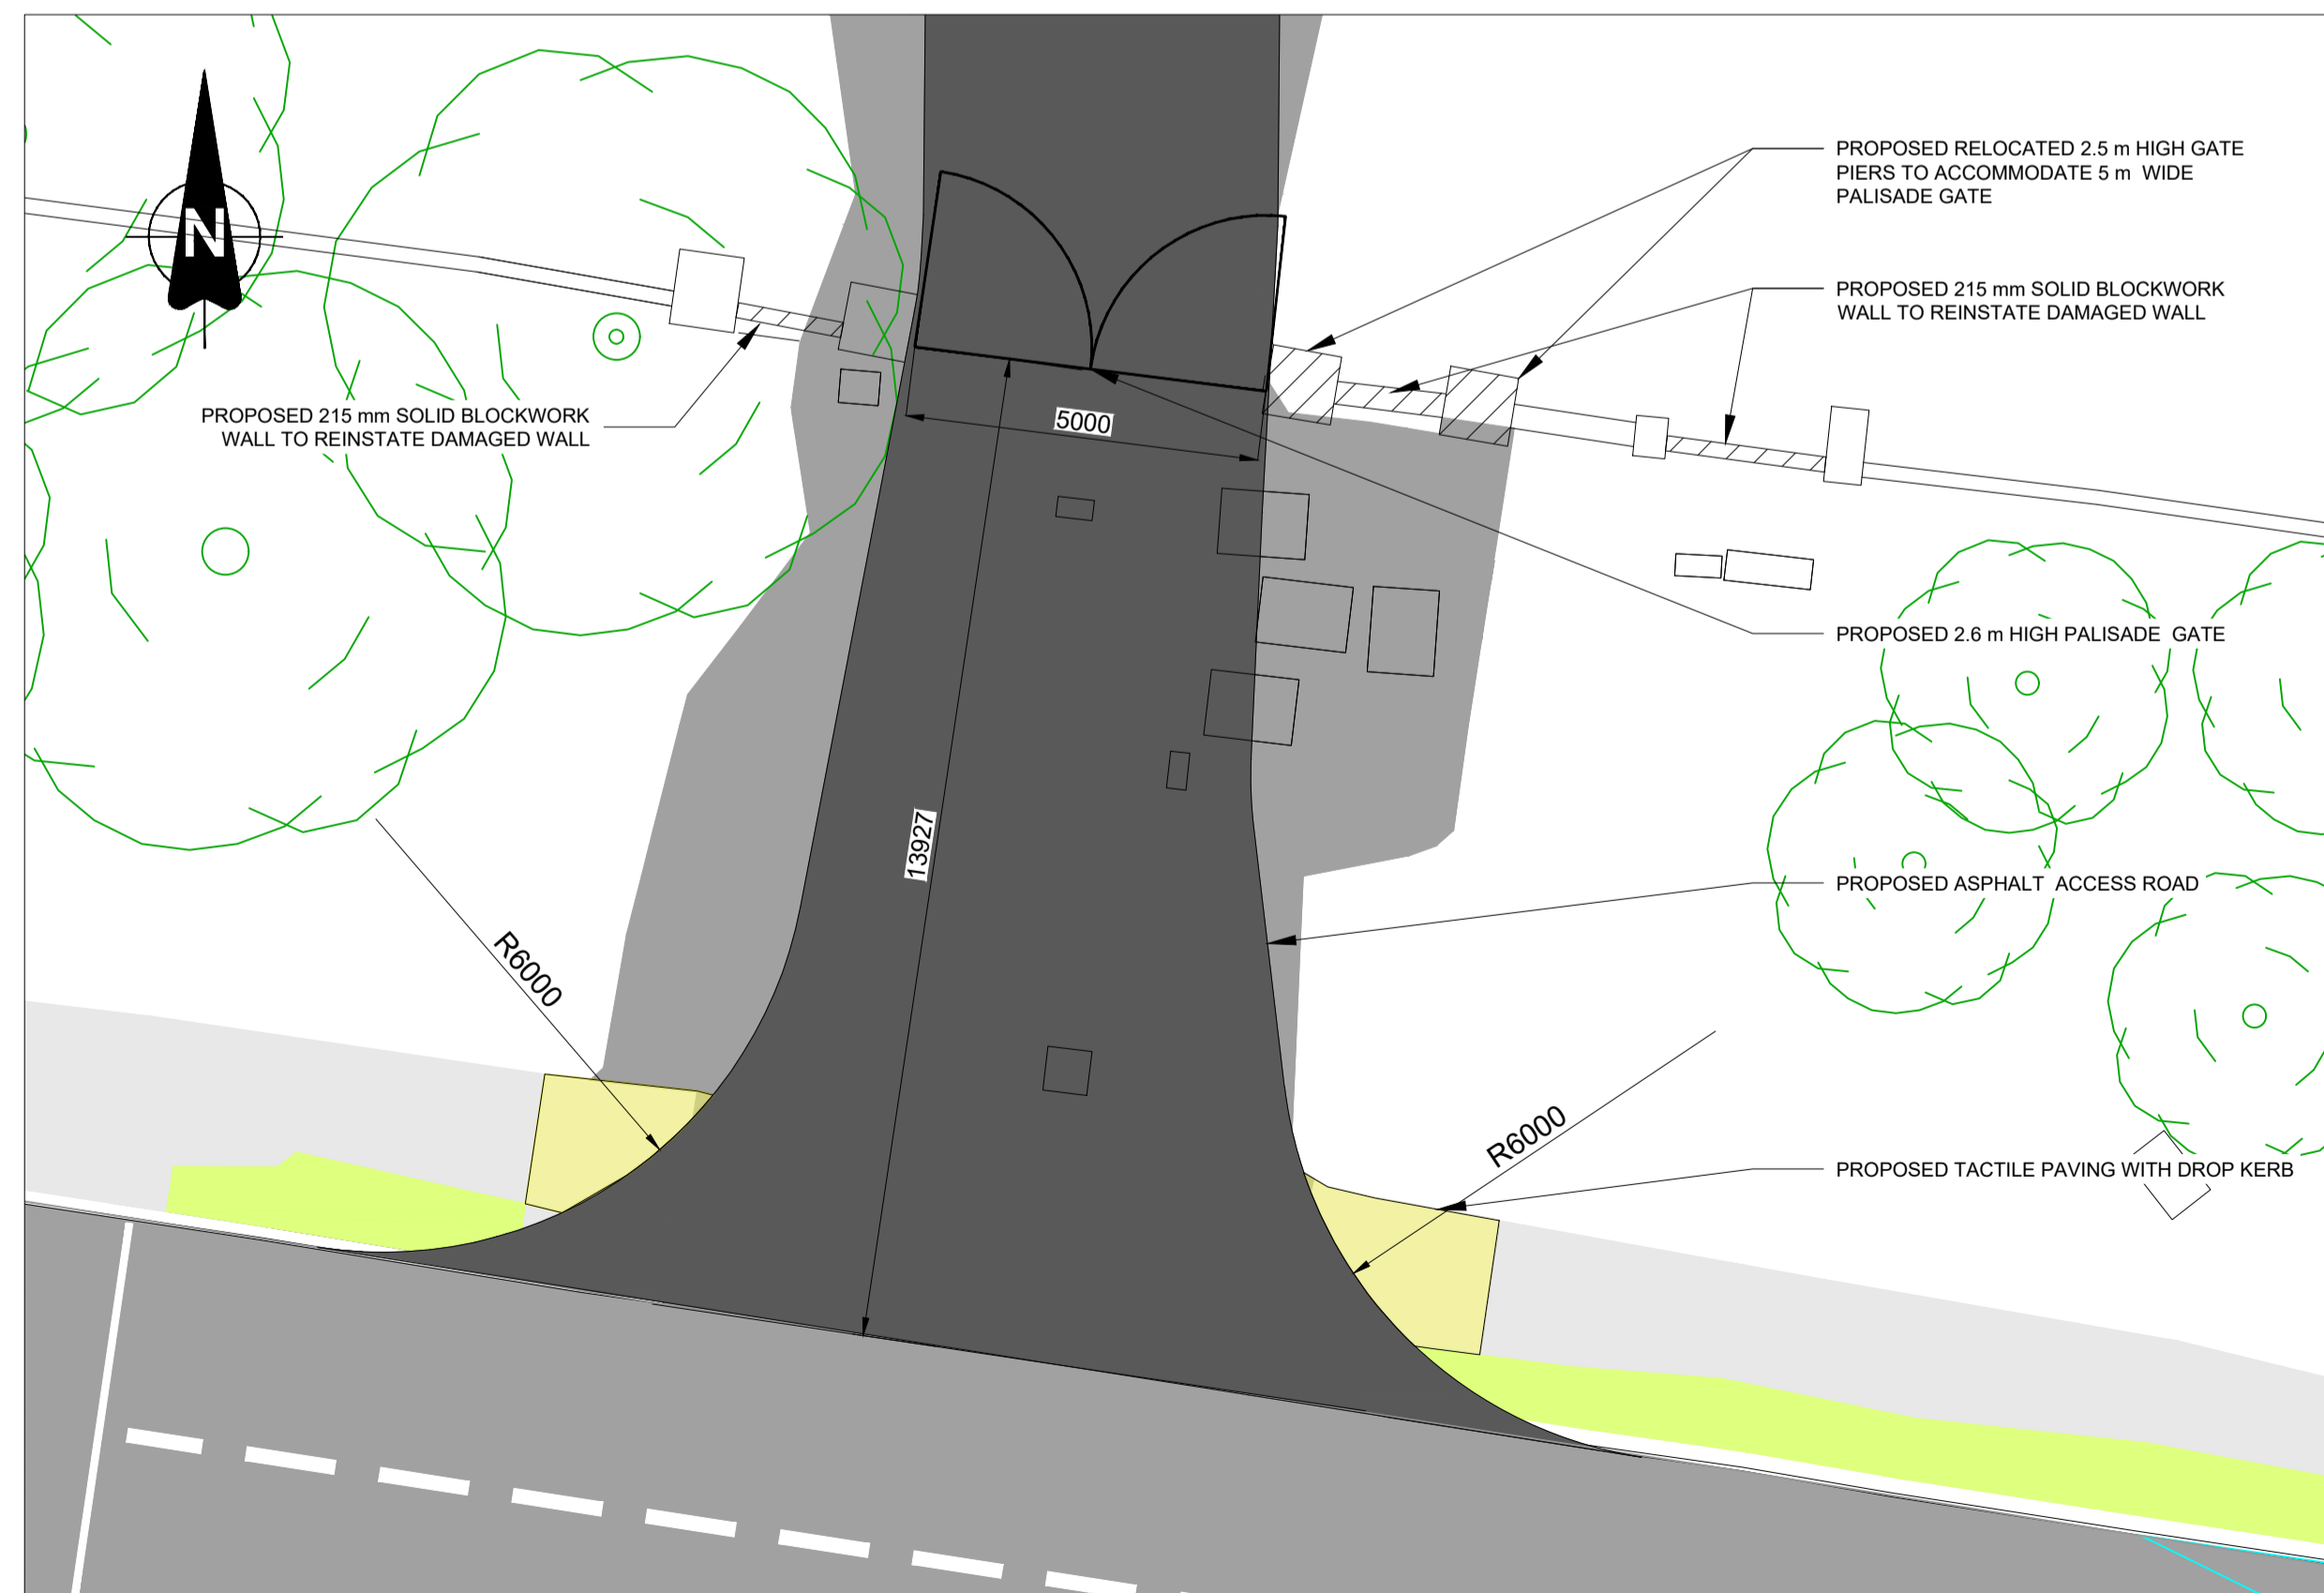 N
PROPOSED RELOCATED 2.5 m HIGH GATE
PIERS TO ACCOMMODATE 5 m WIDE
PALISADE GATE
PROPOSED 215 mm SOLID BLOCKWORK
WALL TO REINSTATE DAMAGED WALL
PROPOSED 215 mm SOLID BLOCKWORK
WALL TO REINSTATE DAMAGED WALL
5000
PROPOSED 2.6 m HIGH PALISADE GATE
13927
PROPOSED ASPHALT ACCESS ROAD
R6000
R6000
PROPOSED TACTILE PAVING WITH DROP KERB